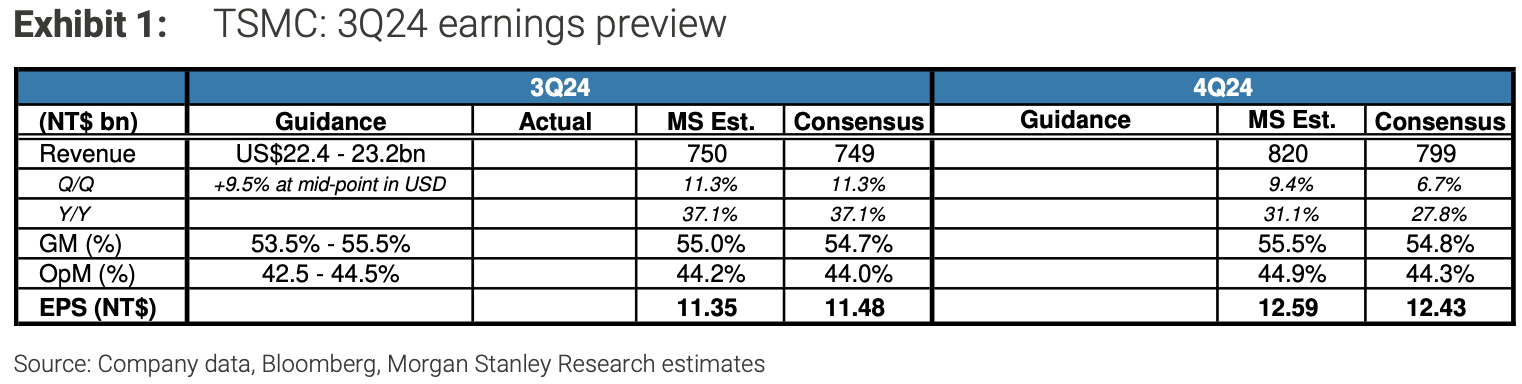 Exhibit 1: TSMC: 3Q24 earnings preview
3Q24 4Q24
(NT$ bn) Guidance Actual MS Est. Consensus Guidance MS Est. Consensus
Revenue US$22.4 - 23.2bn 750 749 820 799
Q/Q +9.5% at mid-point in USD 11.3% 11.3% 9.4% 6.7%
Y/Y 37.1% 37.1% 31.1% 27.8%
GM (%) 53.5% - 55.5% 55.0% 54.7% 55.5% 54.8%
OpM (%) 42.5 - 44.5% 44.2% 44.0% 44.9% 44.3%
EPS (NT$) 11.35 11.48 12.59 12.43
Source: Company data, Bloomberg, Morgan Stanley Research estimates